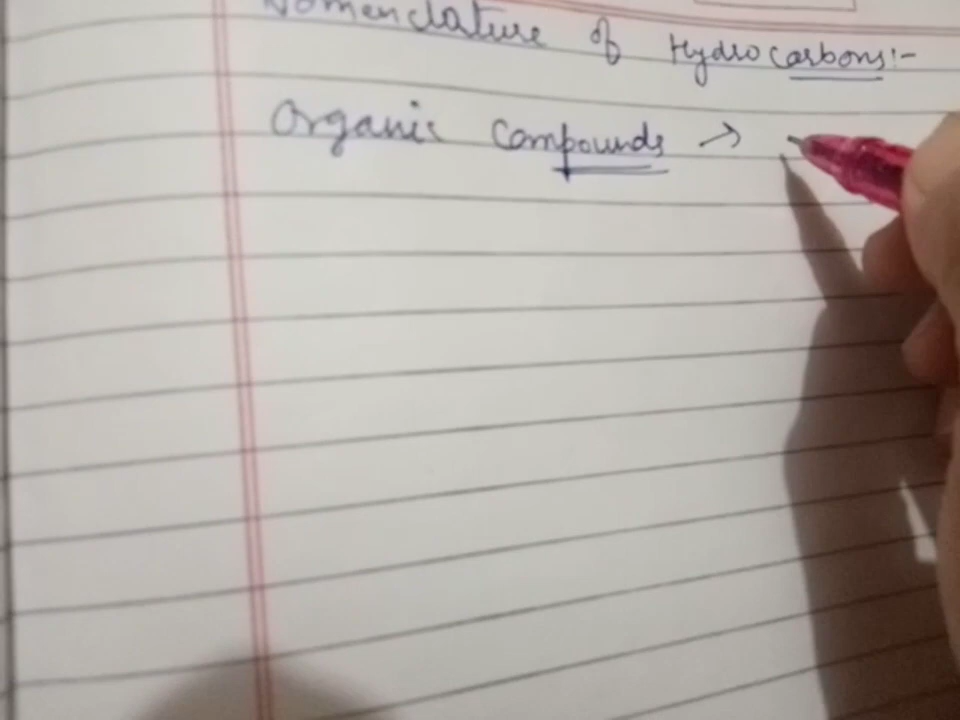 Nomenclature of Hydrocarbons:-
Organic Compounds →